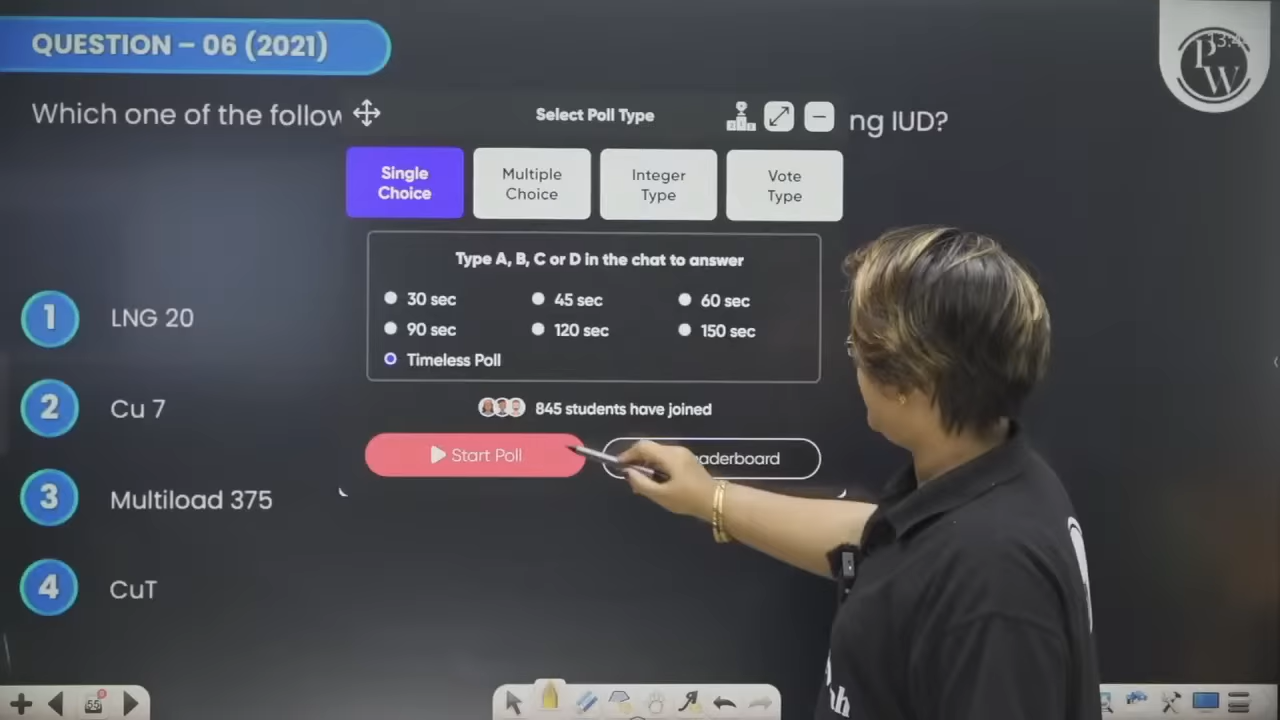 QUESTION – 06 (2021)
PW
Which one of the follow
ng IUD?
Select Poll Type
Single Choice
Multiple Choice
Integer Type
Vote Type
Type A, B, C or D in the chat to answer
30 sec
45 sec
60 sec
90 sec
120 sec
150 sec
Timeless Poll
845 students have joined
Start Poll
aderboard
1 LNG 20
2 Cu 7
3 Multiload 375
4 CuT
55